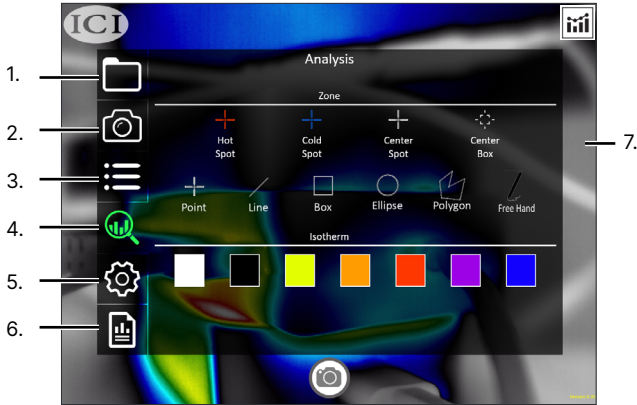 ICI
Analysis
Zone
Hot
Spot
Cold
Spot
Center
Spot
Center
Box
Point
Line
Box
Ellipse
Polygon
Free Hand
Isotherm
1.
2.
3.
4.
5.
6.
7.